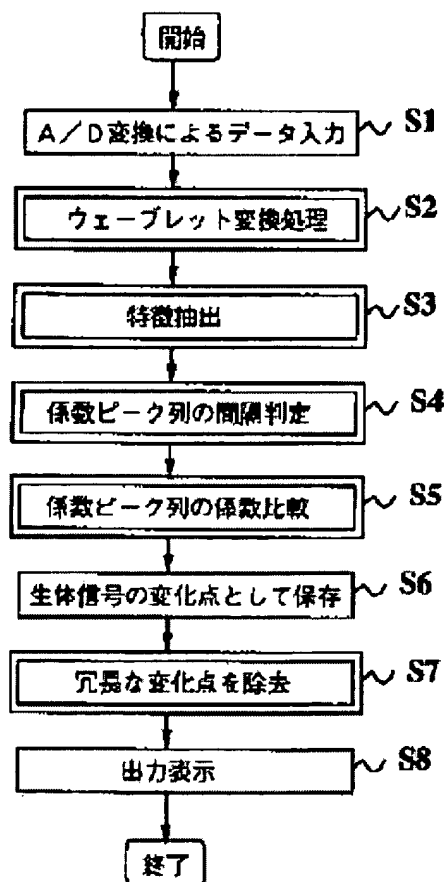 開始
A/D変換によるデータ入力 S1
ウェーブレット変換処理 S2
特徴抽出 S3
係数ピーク列の間隔判定 S4
係数ピーク列の係数比較 S5
生体信号の変化点として保存 S6
冗長な変化点を除去 S7
出力表示 S8
終了